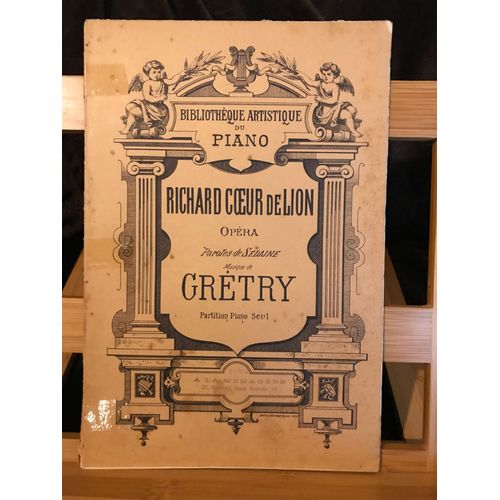 BIBLIOTHÈQUE ARTISTIQUE
DU
PIANO
RICHARD CŒUR DE LION
OPÉRA
Paroles de SEDAINE
Musique de
GRÉTRY
Partition Piano Seul
A LA MÉNAGÈRE